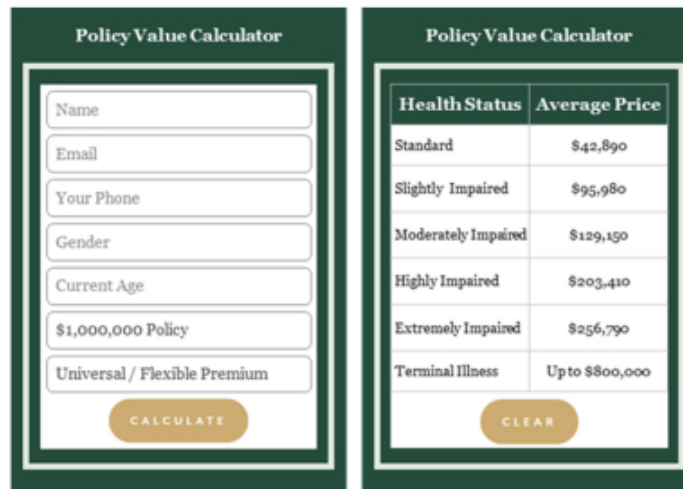 Policy Value Calculator
Name
Email
Your Phone
Gender
Current Age
$1,000,000 Policy
Universal / Flexible Premium
CALCULATE
Policy Value Calculator
Health Status Average Price
Standard $42,890
Slightly Impaired $95,980
Moderately Impaired $129,150
Highly Impaired $203,410
Extremely Impaired $256,790
Terminal Illness Up to $800,000
CLEAR